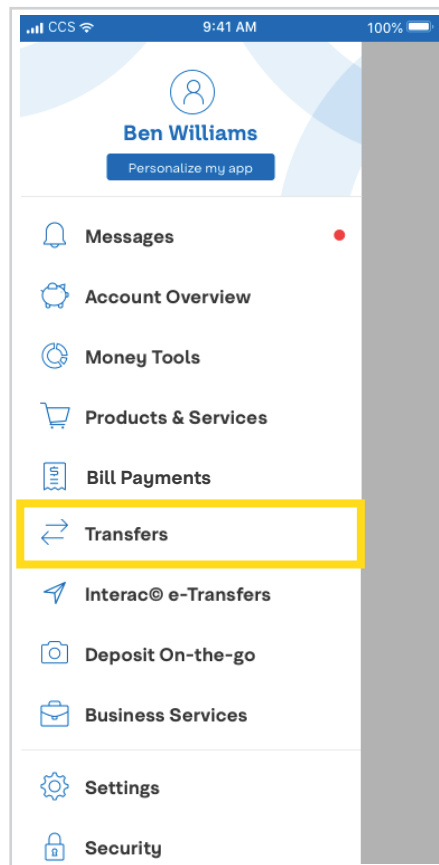 CCS 9:41 AM 100%
Ben Williams
Personalize my app
Messages
Account Overview
Money Tools
Products & Services
Bill Payments
Transfers
Interac© e-Transfers
Deposit On-the-go
Business Services
Settings
Security